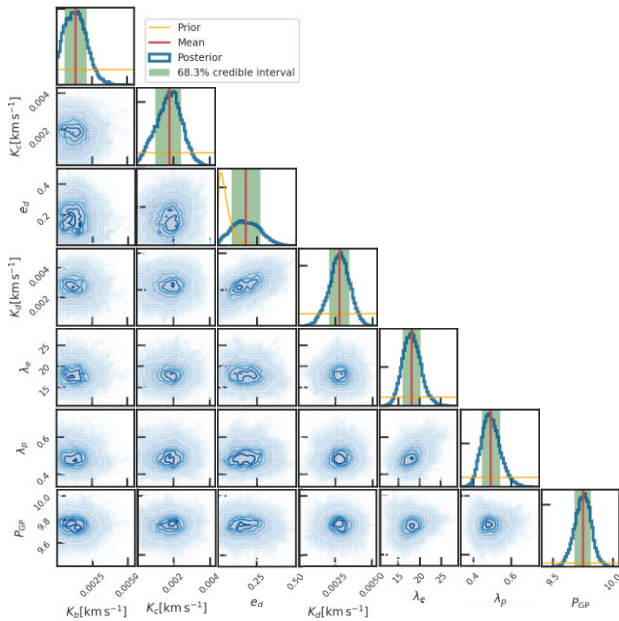 Prior
Mean
Posterior
68.3% credible interval
0.004
0.002
K_c[km s⁻¹]
0.4
0.2
e_d
0.004
0.002
K_d[km s⁻¹]
25
20
15
λ_e
0.6
0.4
λ_p
10.0
9.8
9.6
P_GP
0.0025 0.0050
K_b[km s⁻¹]
0.002 0.004
K_c[km s⁻¹]
0.25 0.50
e_d
0.0025 0.0050
K_d[km s⁻¹]
15 20 25
λ_e
0.4 0.6
λ_p
9.5 10.0
P_GP